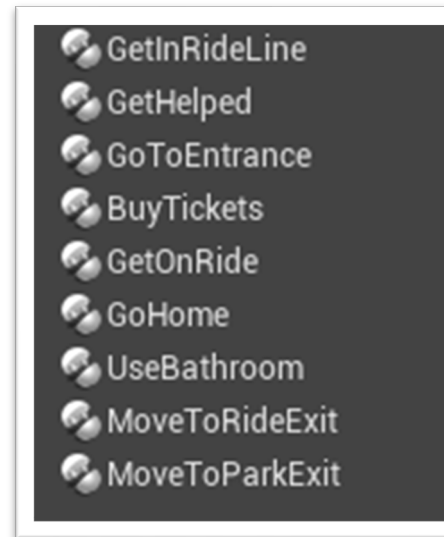 GetInRideLine
GetHelped
GoToEntrance
BuyTickets
GetOnRide
GoHome
UseBathroom
MoveToRideExit
MoveToParkExit